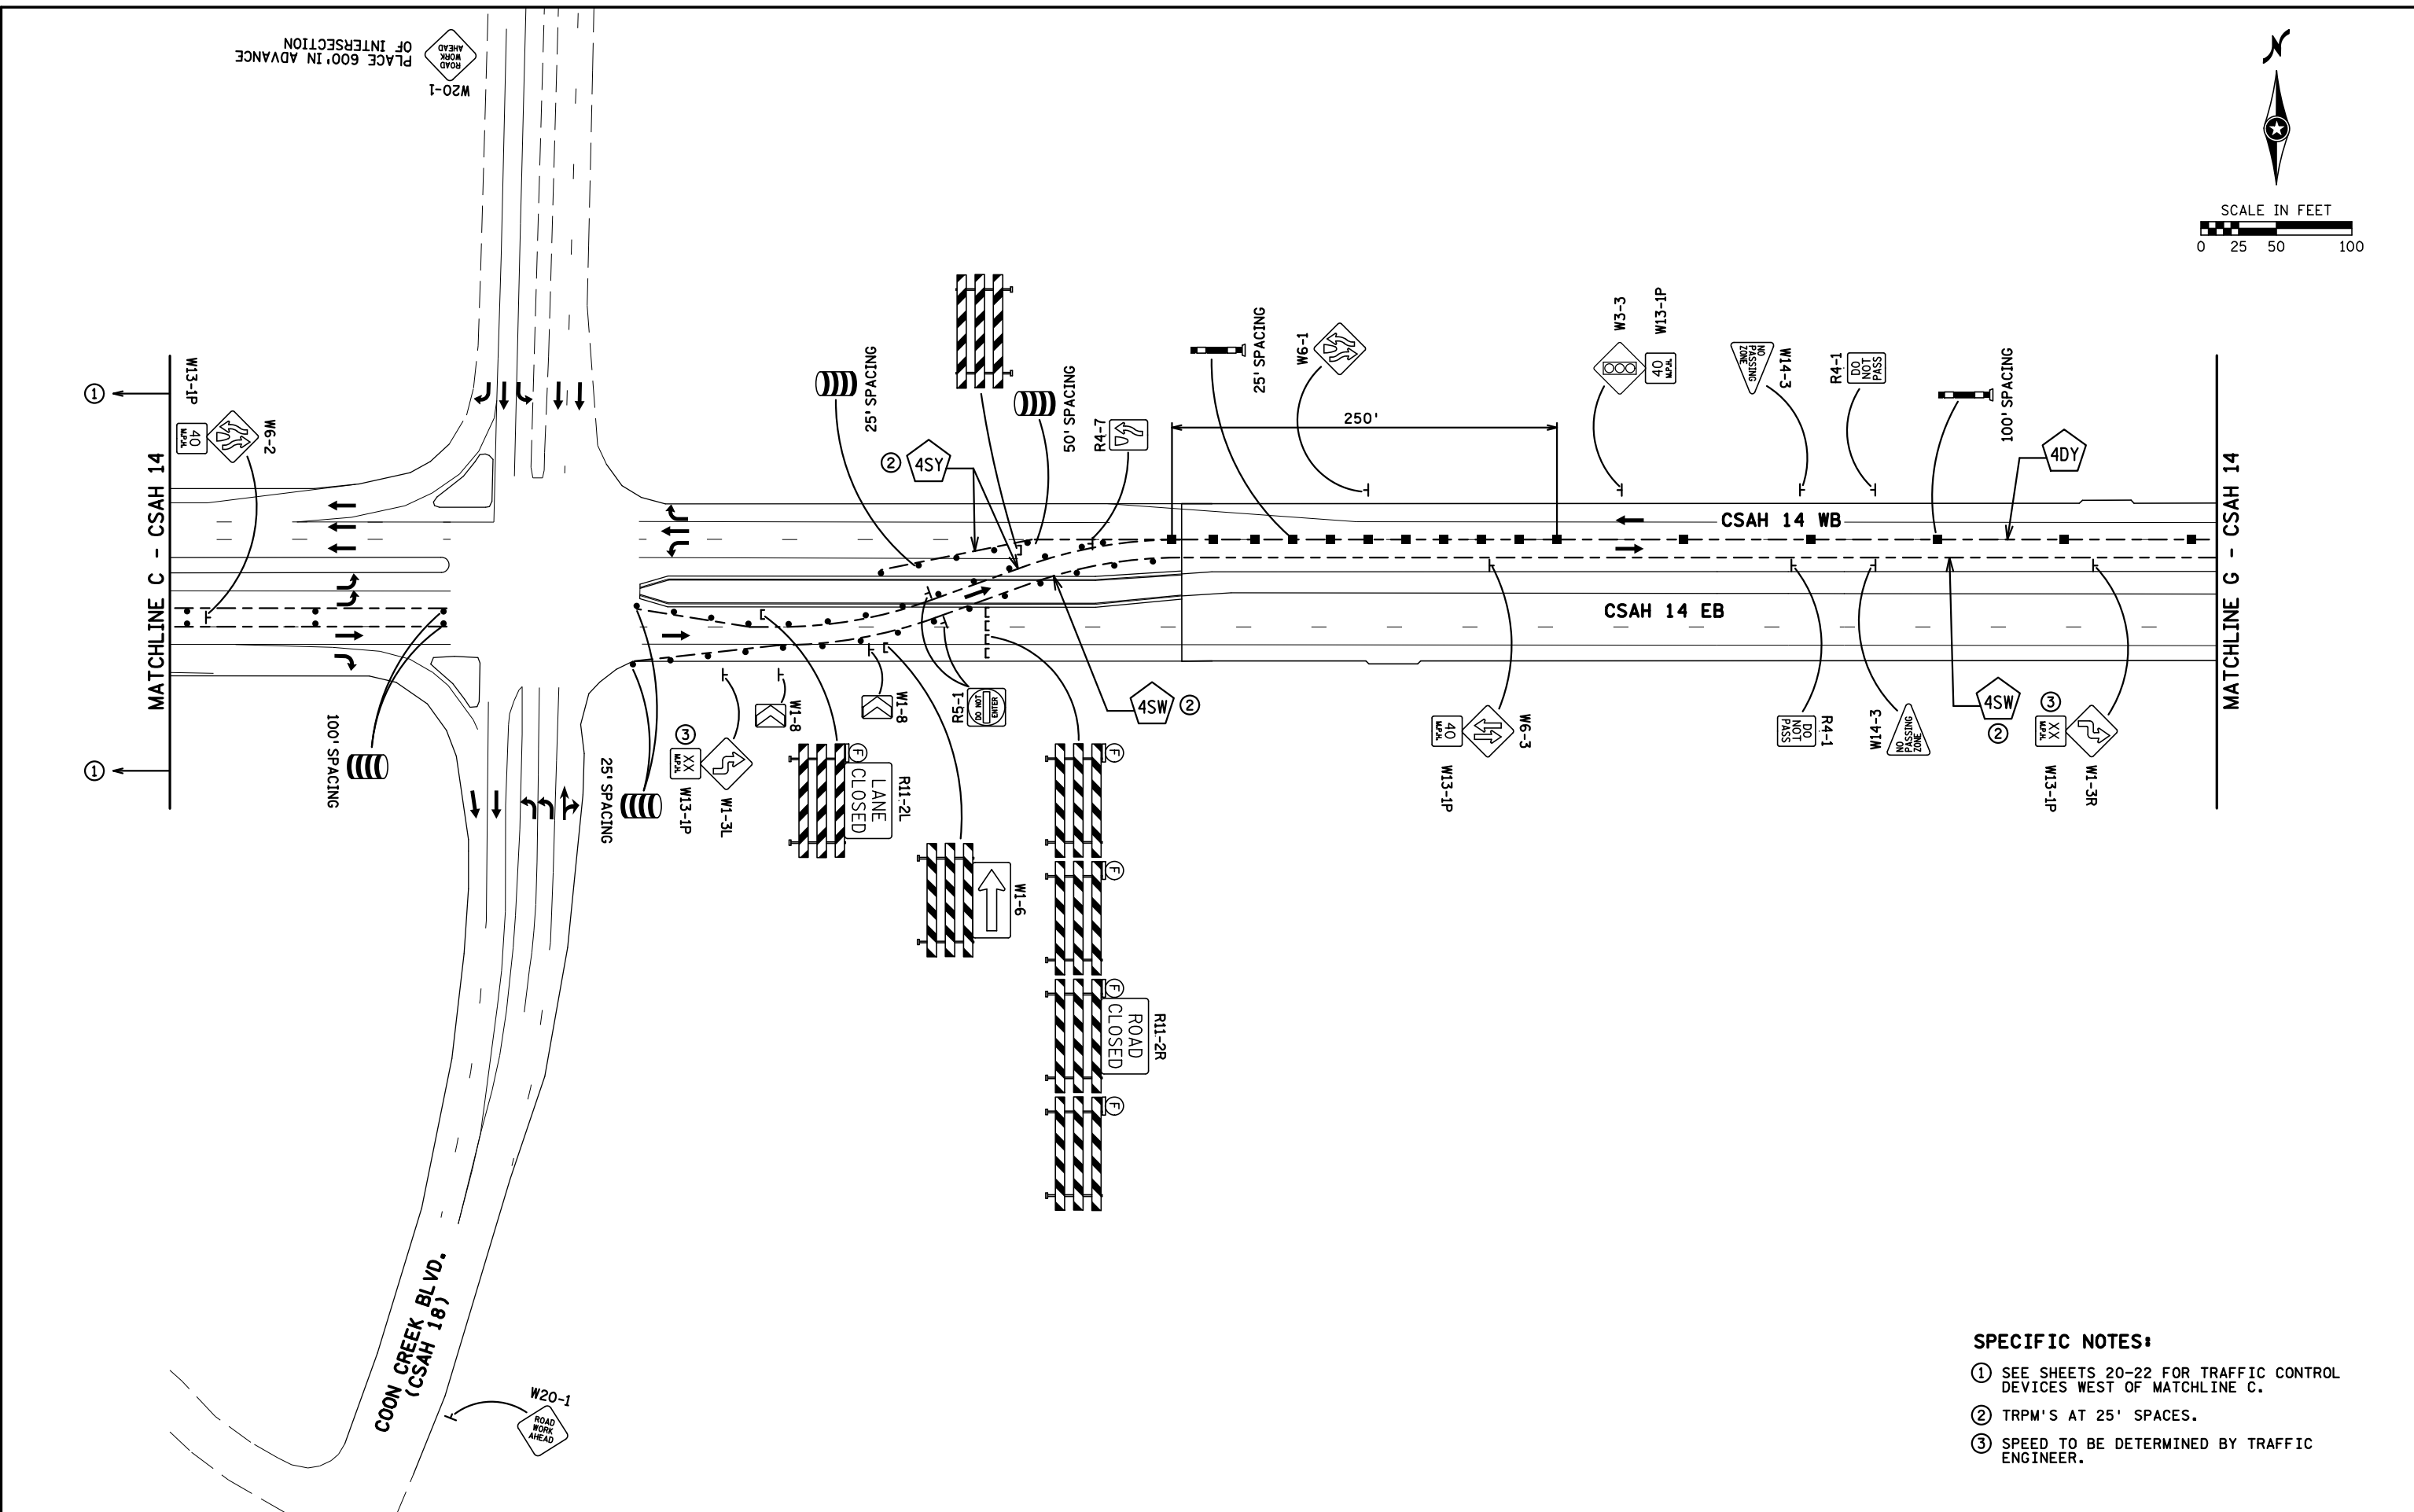 PLACE 600' IN ADVANCE
OF INTERSECTION
ROAD
WORK
AHEAD
W20-1
N
SCALE IN FEET
0 25 50 100
1
W13-1P
40
M.P.H.
W6-2
MATCHLINE C - CSAH 14
1
100' SPACING
25' SPACING
2
4SY
50' SPACING
R4-7
25' SPACING
W6-1
250'
W3-3
W13-1P
40
M.P.H.
NO
PASSING
ZONE
W14-3
R4-1
DO
NOT
PASS
100' SPACING
4DY
CSAH 14 WB
CSAH 14 EB
MATCHLINE G - CSAH 14
25' SPACING
3
XX
M.P.H.
W13-1P
W1-3L
W1-8
W1-8
F
LANE
CLOSED
R11-2L
W1-6
R5-1
DO NOT
ENTER
4SW
2
F
F
F
F
ROAD
CLOSED
R11-2R
40
M.P.H.
W13-1P
W6-3
DO
NOT
PASS
R4-1
W14-3
NO
PASSING
ZONE
4SW
2
3
XX
M.P.H.
W13-1P
W1-3R
COON CREEK BLVD.
(CSAH 18)
W20-1
ROAD
WORK
AHEAD
SPECIFIC NOTES:
1 SEE SHEETS 20-22 FOR TRAFFIC CONTROL
DEVICES WEST OF MATCHLINE C.
2 TRPM'S AT 25' SPACES.
3 SPEED TO BE DETERMINED BY TRAFFIC
ENGINEER.